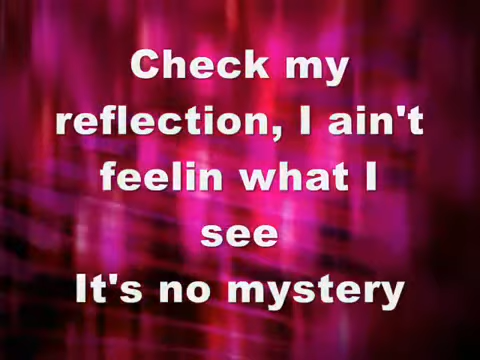 Check my
reflection, I ain't
feelin what I
see
It's no mystery